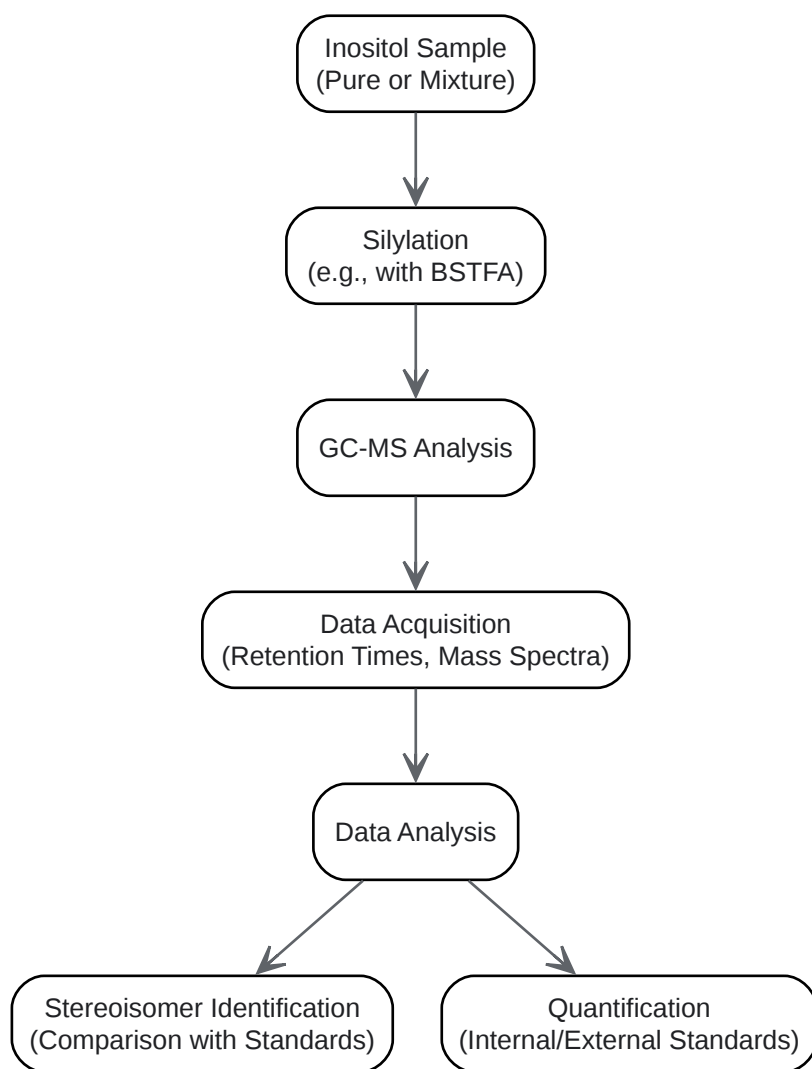 Inositol Sample
(Pure or Mixture)
Silylation
(e.g., with BSTFA)
GC-MS Analysis
Data Acquisition
(Retention Times, Mass Spectra)
Data Analysis
Stereoisomer Identification
(Comparison with Standards)
Quantification
(Internal/External Standards)